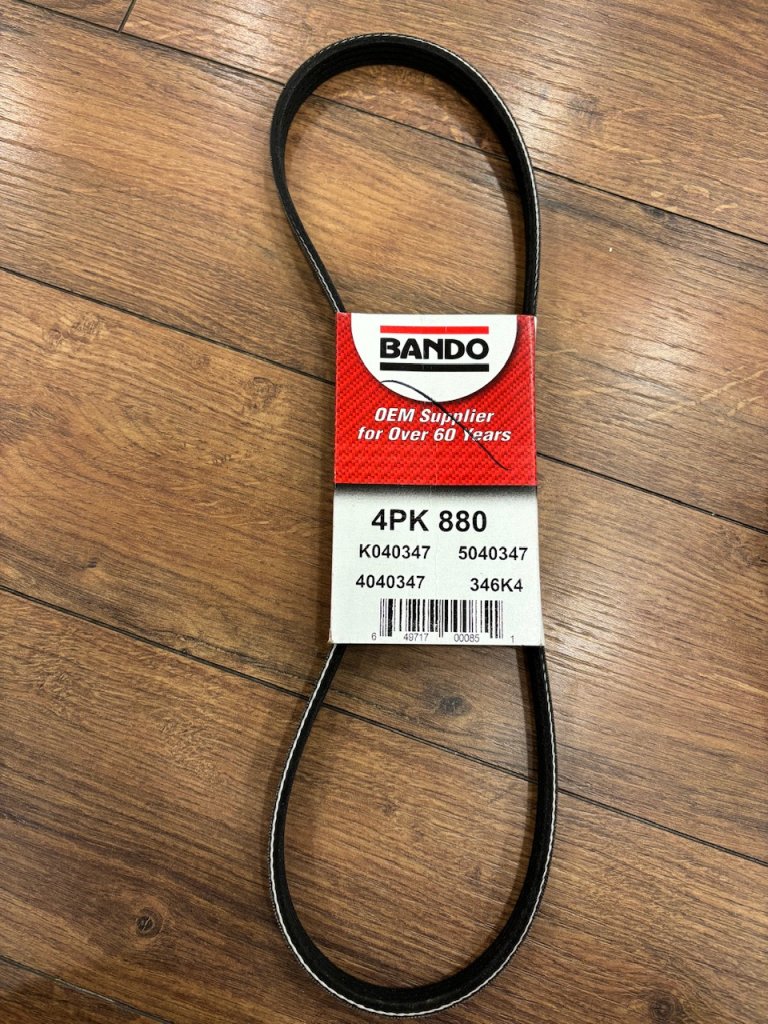 BANDO
OEM Supplier
for Over 60 Years
4PK 880
K040347 5040347
4040347 346K4
6 49717 00085 1